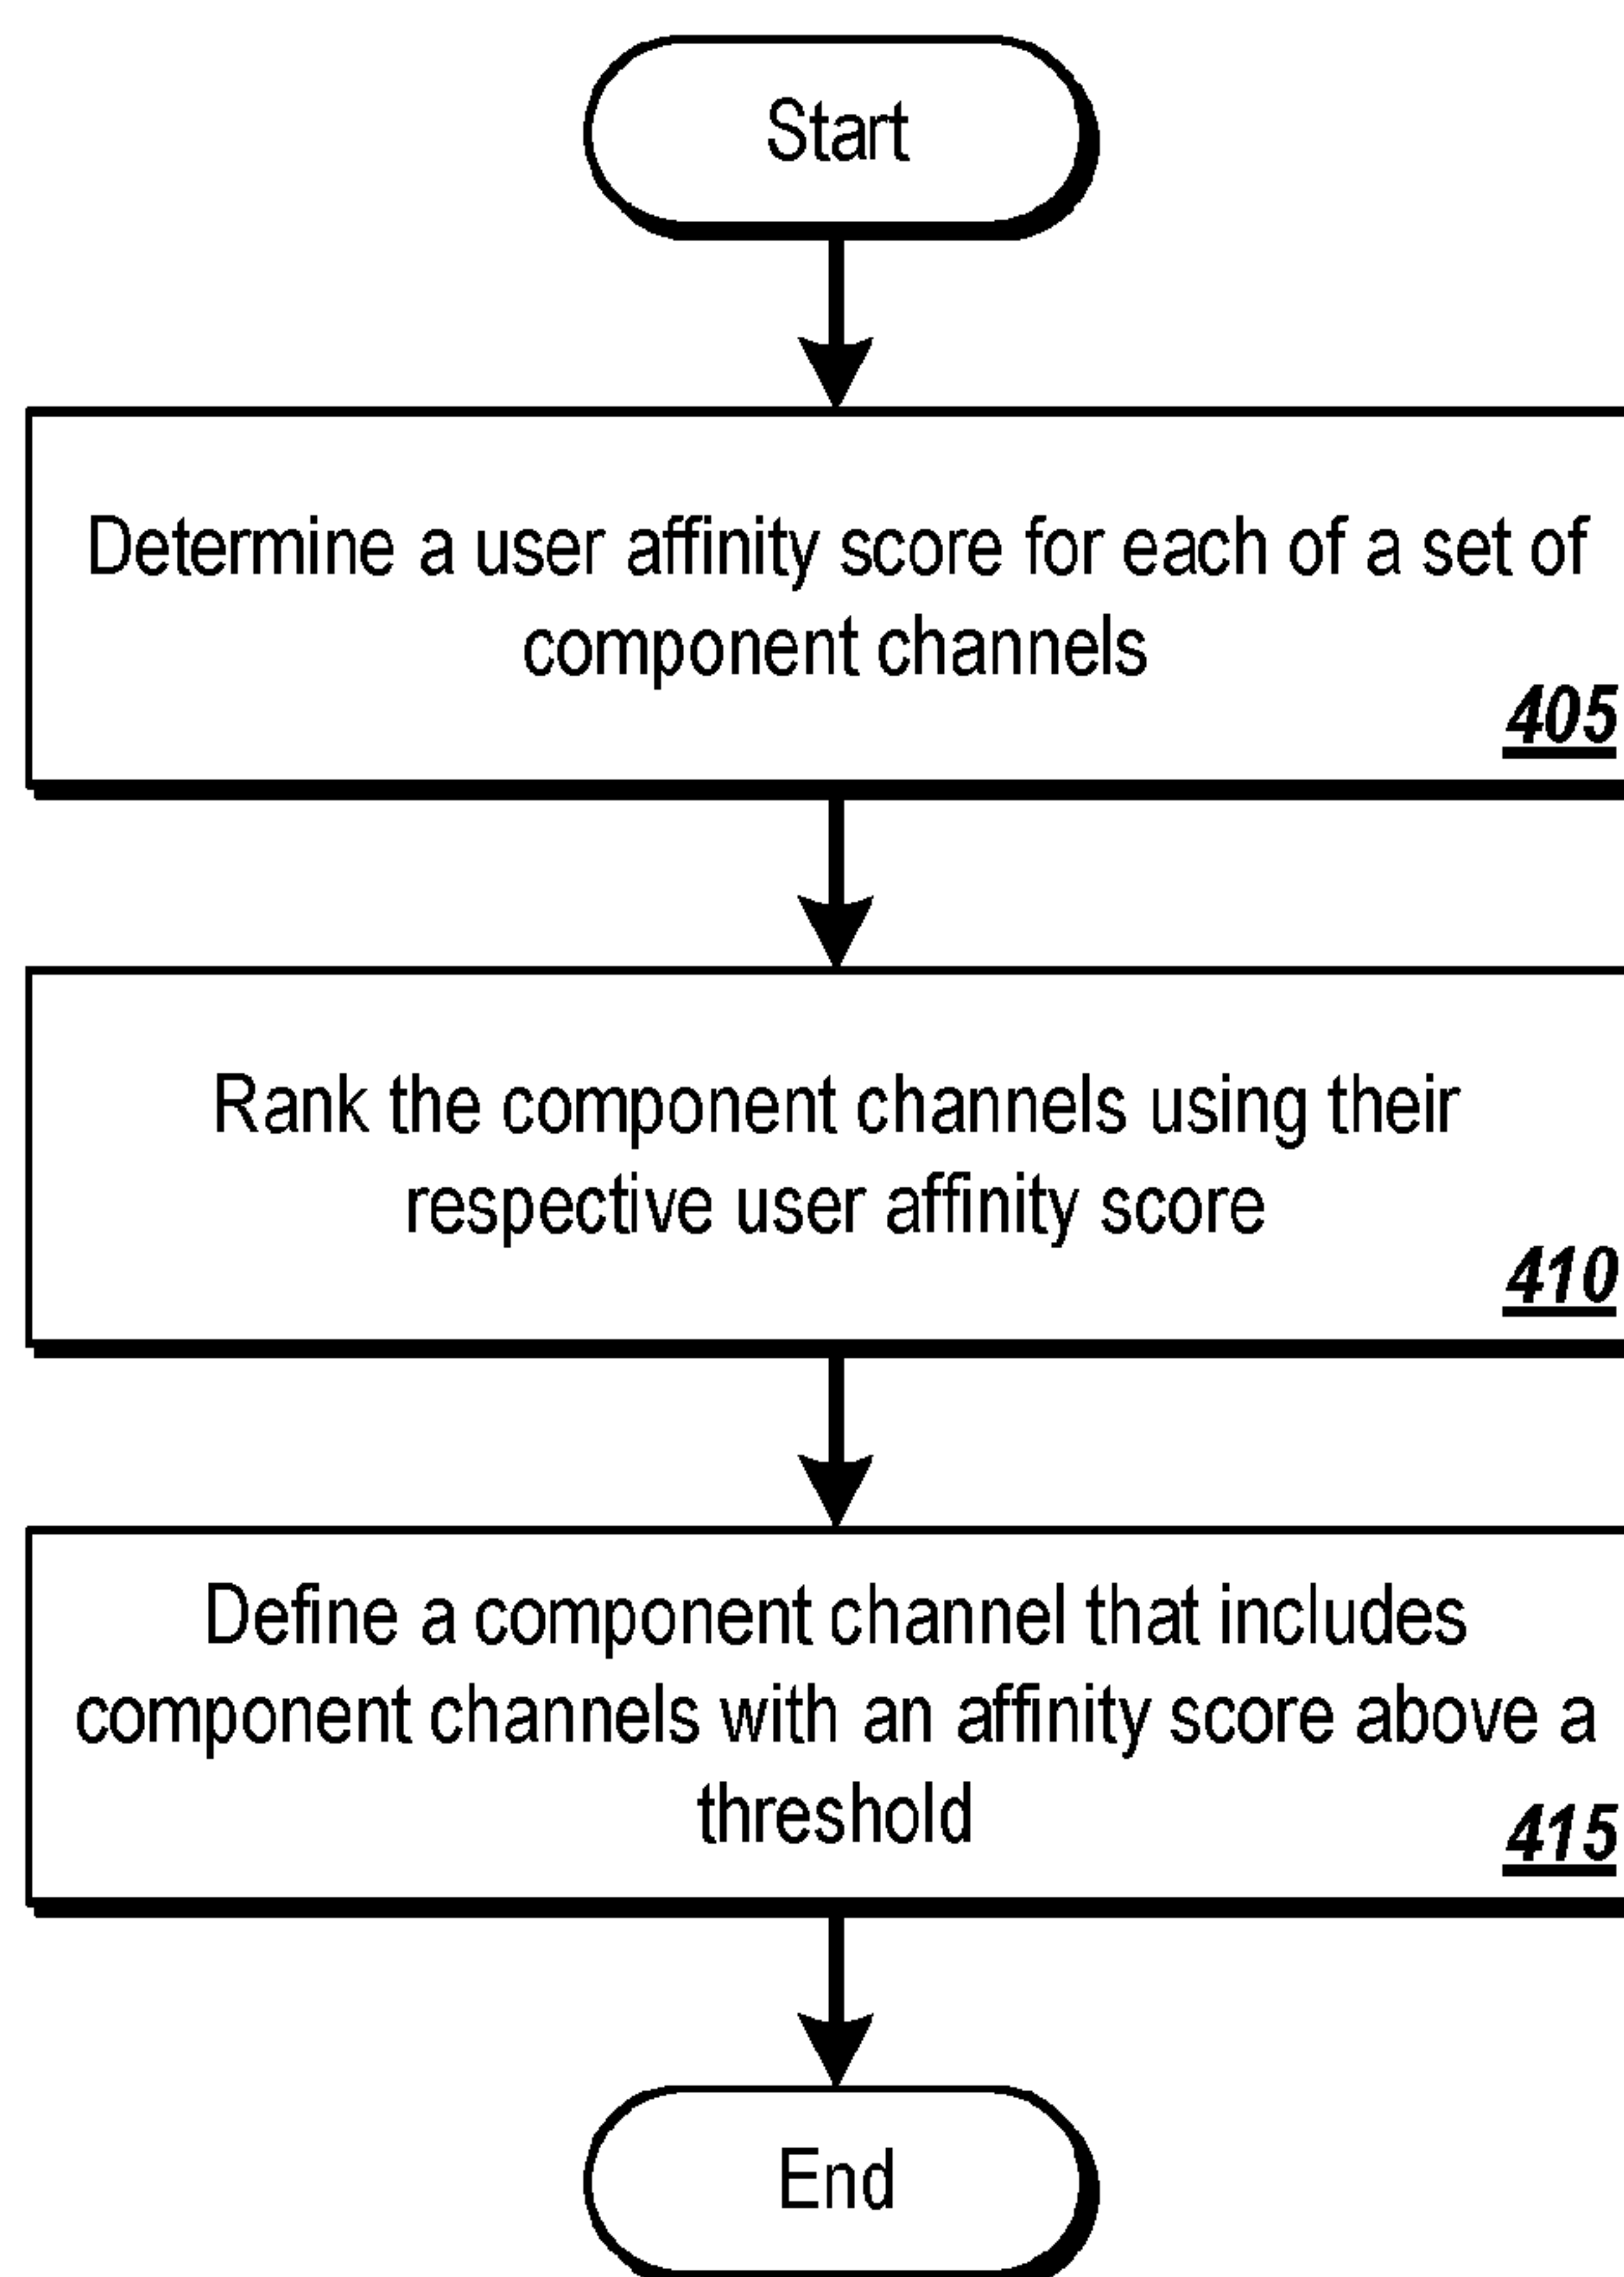 Start
Determine a user affinity score for each of a set of
component channels
405
Rank the component channels using their
respective user affinity score
410
Define a component channel that includes
component channels with an affinity score above a
threshold
415
End